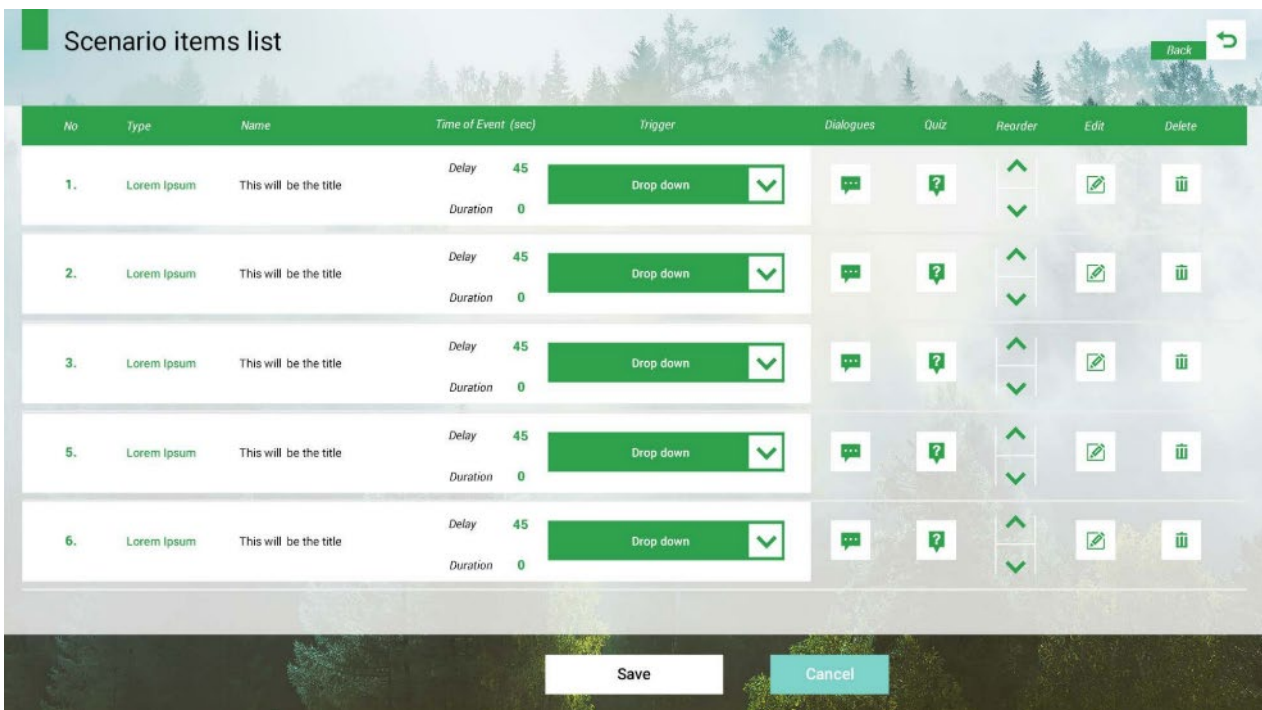 Scenario items list
Back
No Type Name Time of Event (sec) Trigger Dialogues Quiz Reorder Edit Delete
Delay 45
1. Lorem Ipsum This will be the title Drop down
Duration 0
Delay 45
2. Lorem Ipsum This will be the title Drop down
Duration 0
Delay 45
3. Lorem Ipsum This will be the title Drop down
Duration 0
Delay 45
5. Lorem Ipsum This will be the title Drop down
Duration 0
Delay 45
6. Lorem Ipsum This will be the title Drop down
Duration 0
Save Cancel